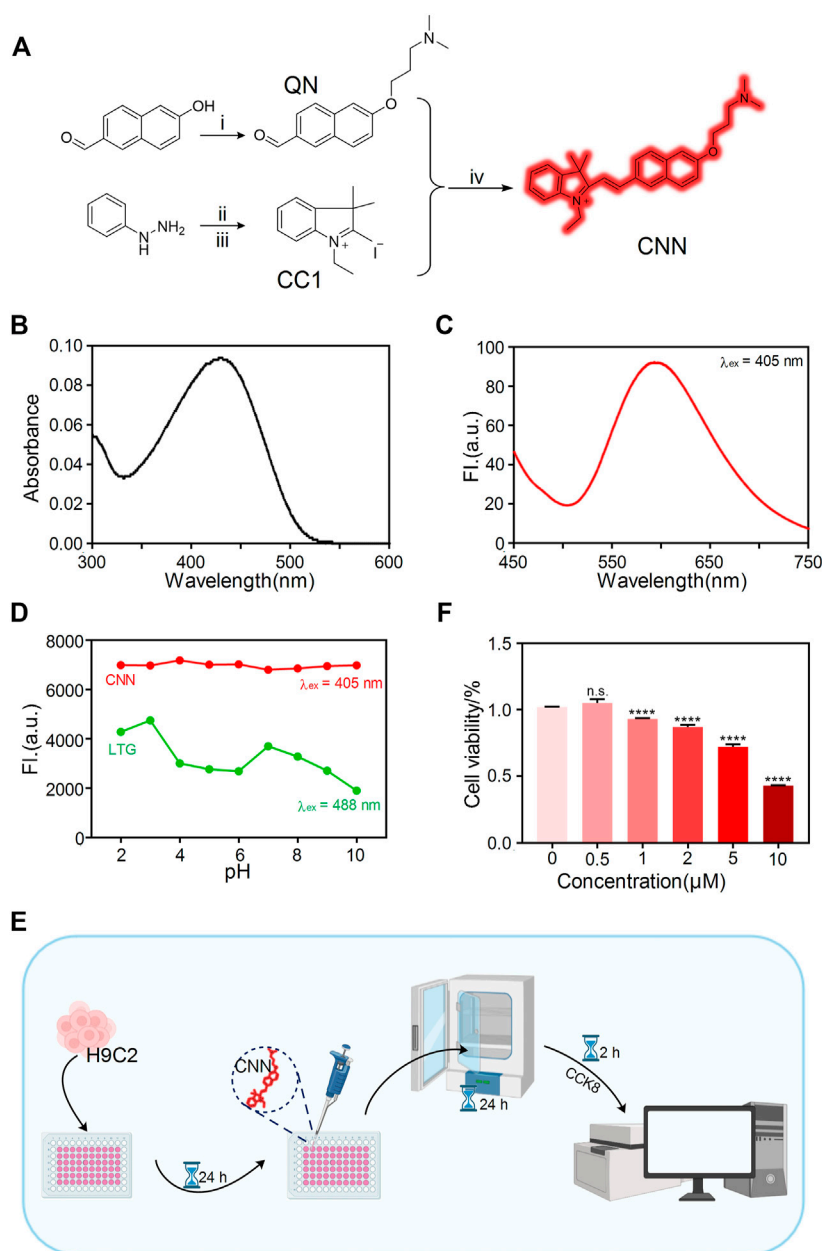 A
QN
N
O
OH
i
O
O
iv
N
O
N
+
CNN
N
H
NH2
ii
iii
N
+
I−
CC1
B
0.10
0.08
0.06
0.04
0.02
0.00
Absorbance
300
400
500
600
Wavelength(nm)
C
λex = 405 nm
100
80
60
40
20
0
Fl.(a.u.)
450
550
650
750
Wavelength(nm)
D
8000
6000
4000
2000
0
Fl.(a.u.)
CNN
λex = 405 nm
LTG
λex = 488 nm
2
4
6
8
10
pH
F
1.5
1.0
0.5
0.0
Cell viability/%
n.s.
****
****
****
****
0
0.5
1
2
5
10
Concentration(μM)
E
H9C2
24 h
CNN
24 h
2 h
CCK8